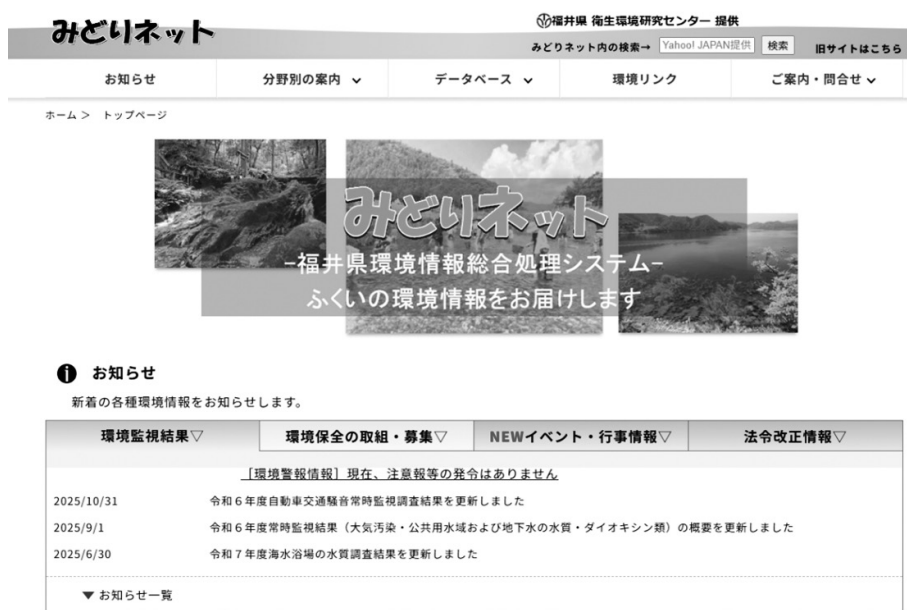 みどりネット
福井県 衛生環境研究センター 提供
みどりネット内の検索→ Yahoo! JAPAN提供 検索 旧サイトはこちら
お知らせ 分野別の案内 データベース 環境リンク ご案内・問合せ
ホーム > トップページ
みどりネット
−福井県環境情報総合処理システム−
ふくいの環境情報をお届けします
お知らせ
新着の各種環境情報をお知らせします。
環境監視結果▽ 環境保全の取組・募集▽ NEWイベント・行事情報▽ 法令改正情報▽
［環境警報情報］現在、注意報等の発令はありません
2025/10/31 令和６年度自動車交通騒音常時監視調査結果を更新しました
2025/9/1 令和６年度常時監視結果（大気汚染・公共用水域および地下水の水質・ダイオキシン類）の概要を更新しました
2025/6/30 令和７年度海水浴場の水質調査結果を更新しました
▼お知らせ一覧